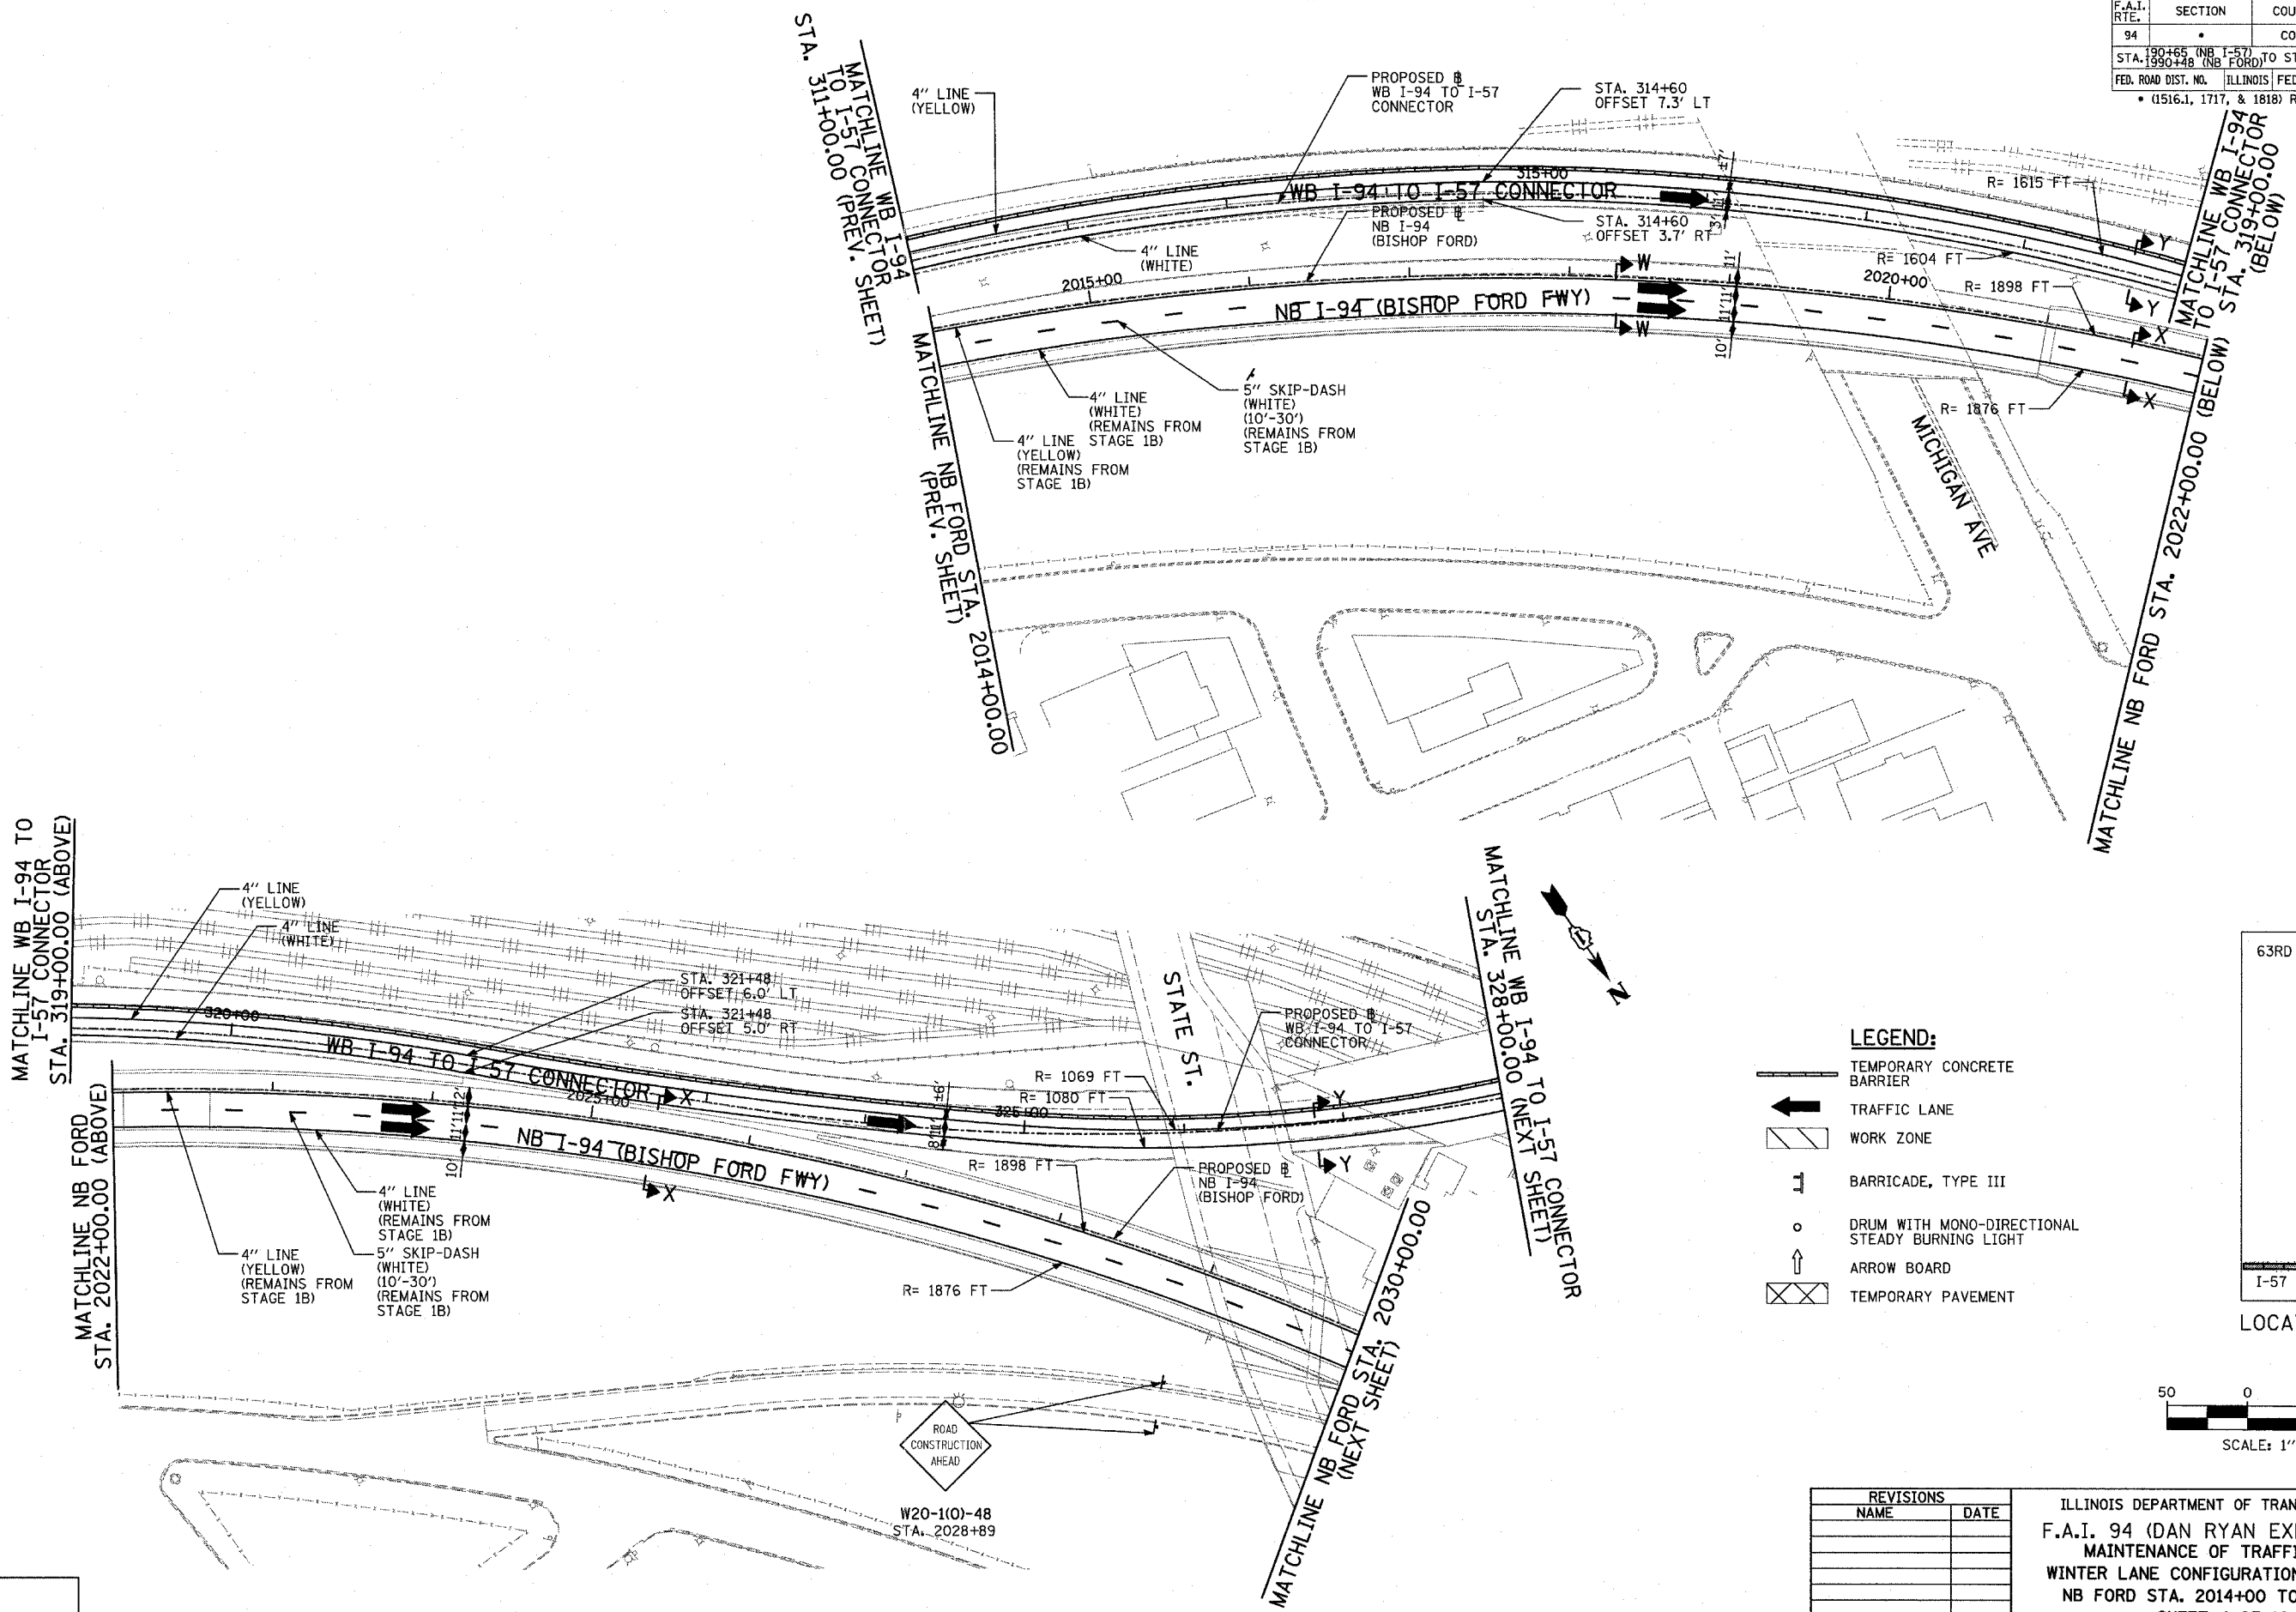 F.A.I.
RTE.
SECTION
94
•
STA. 190+65 (NB I-57)
1990+48 (NB FORD) TO
FED. ROAD DIST. NO.
ILLINOIS
• (1516.1, 1717, & 1818)
MATCHLINE WB I-94
TO I-57 CONNECTOR
STA. 311+00.00 (PREV. SHEET)
4" LINE
(YELLOW)
PROPOSED ℄
WB I-94 TO I-57
CONNECTOR
STA. 314+60
OFFSET 7.3' LT
315+00
±7'
11'
3'
WB I-94 TO I-57 CONNECTOR
R= 1615 FT
MATCHLINE WB I-94
TO I-57 CONNECTOR
STA. 319+00.00
(BELOW)
PROPOSED ℄
NB I-94
(BISHOP FORD)
STA. 314+60
OFFSET 3.7' RT
4" LINE
(WHITE)
Y
R= 1604 FT
W
11'
2015+00
2020+00
R= 1898 FT
Y
NB I-94 (BISHOP FORD FWY)
11'
11'
X
W
10'
5" SKIP-DASH
(WHITE)
(10'-30')
(REMAINS FROM
STAGE 1B)
4" LINE
(WHITE)
(REMAINS FROM
STAGE 1B)
4" LINE
(YELLOW)
(REMAINS FROM
STAGE 1B)
R= 1876 FT
X
MICHIGAN AVE
MATCHLINE NB FORD STA. 2014+00.00
(PREV. SHEET)
MATCHLINE NB FORD STA. 2022+00.00 (BELOW)
MATCHLINE WB I-94 TO
I-57 CONNECTOR
STA. 319+00.00 (ABOVE)
4" LINE
(YELLOW)
4" LINE
(WHITE)
STA. 321+48
OFFSET 6.0' LT
STA. 321+48
OFFSET 5.0' RT
320+00
STATE ST.
PROPOSED ℄
WB I-94 TO I-57
CONNECTOR
MATCHLINE WB I-94 TO I-57 CONNECTOR
STA. 328+00.00 (NEXT SHEET)
N
WB I-94 TO I-57 CONNECTOR
X
R= 1069 FT
R= 1080 FT
Y
2025+00
325+00
±6'
11'
8'
12'
11'
11'
10'
NB I-94 (BISHOP FORD FWY)
R= 1898 FT
PROPOSED ℄
NB I-94
(BISHOP FORD)
Y
X
MATCHLINE NB FORD
STA. 2022+00.00 (ABOVE)
4" LINE
(WHITE)
(REMAINS FROM
STAGE 1B)
4" LINE
(YELLOW)
(REMAINS FROM
STAGE 1B)
5" SKIP-DASH
(WHITE)
(10'-30')
(REMAINS FROM
STAGE 1B)
R= 1876 FT
MATCHLINE NB FORD STA. 2030+00.00
(NEXT SHEET)
ROAD
CONSTRUCTION
AHEAD
W20-1(O)-48
STA. 2028+89
LEGEND:
TEMPORARY CONCRETE
BARRIER
TRAFFIC LANE
WORK ZONE
BARRICADE, TYPE III
DRUM WITH MONO-DIRECTIONAL
STEADY BURNING LIGHT
ARROW BOARD
TEMPORARY PAVEMENT
63RD
I-57
50
0
SCALE: 1"
REVISIONS
NAME
DATE
ILLINOIS DEPARTMENT OF
F.A.I. 94 (DAN RYAN
MAINTENANCE OF
WINTER LANE CONFIGURATION
NB FORD STA. 2014+00